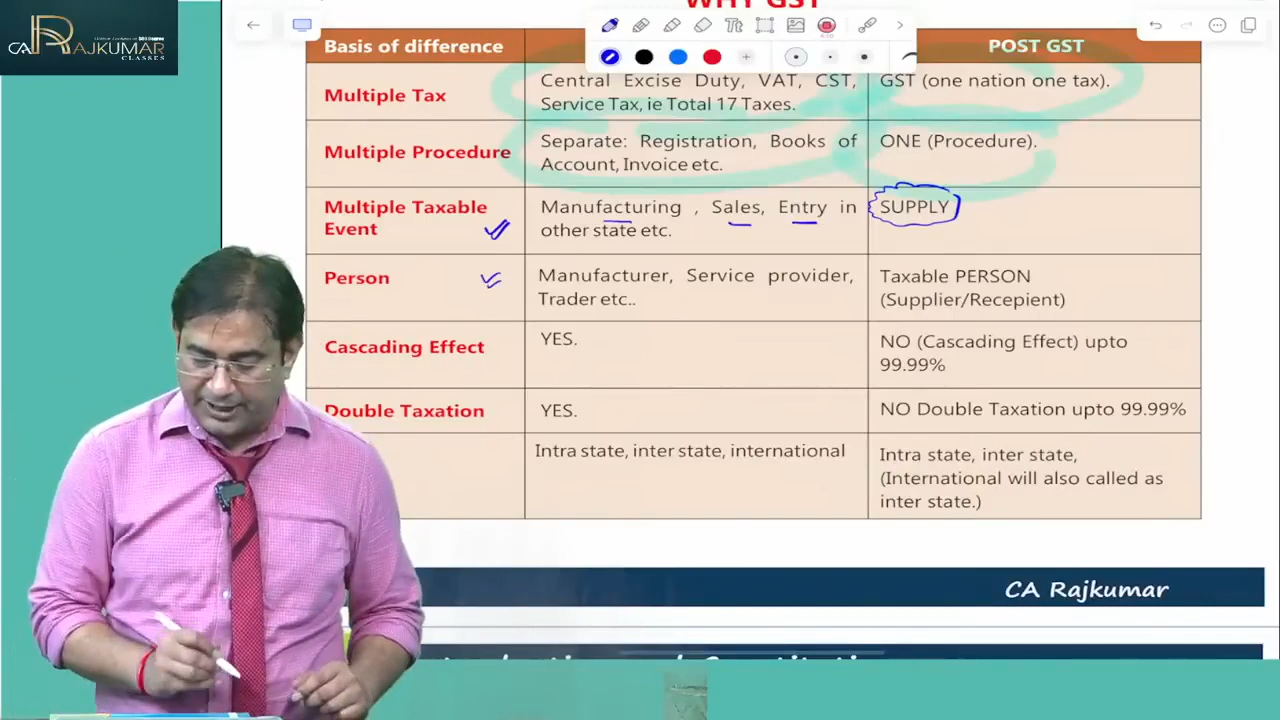 CA RAJKUMAR
CLASSES
WHY GST
Basis of difference
POST GST
Multiple Tax
Central Excise Duty, VAT, CST,
Service Tax, ie Total 17 Taxes.
GST (one nation one tax).
Multiple Procedure
Separate: Registration, Books of
Account, Invoice etc.
ONE (Procedure).
Multiple Taxable
Event
Manufacturing , Sales, Entry in
other state etc.
SUPPLY
Person
Manufacturer, Service provider,
Trader etc..
Taxable PERSON
(Supplier/Recepient)
Cascading Effect
YES.
NO (Cascading Effect) upto
99.99%
Double Taxation
YES.
NO Double Taxation upto 99.99%
Intra state, inter state, international
Intra state, inter state,
(International will also called as
inter state.)
CA Rajkumar